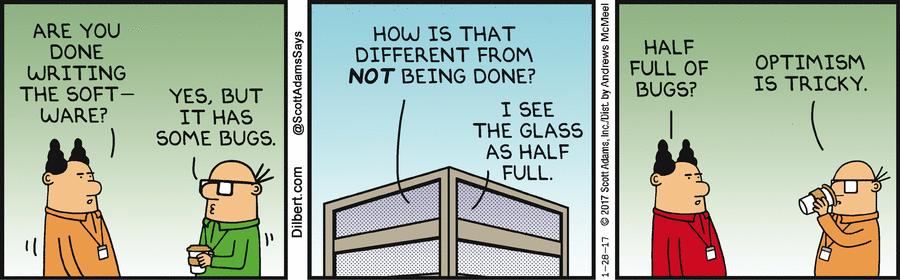 ARE YOU
DONE
WRITING
THE SOFT-
WARE?
YES, BUT
IT HAS
SOME BUGS.
Dilbert.com @ScottAdamsSays
HOW IS THAT
DIFFERENT FROM
NOT BEING DONE?
I SEE
THE GLASS
AS HALF
FULL.
1-28-17 © 2017 Scott Adams, Inc./Dist. by Andrews McMeel
HALF
FULL OF
BUGS?
OPTIMISM
IS TRICKY.